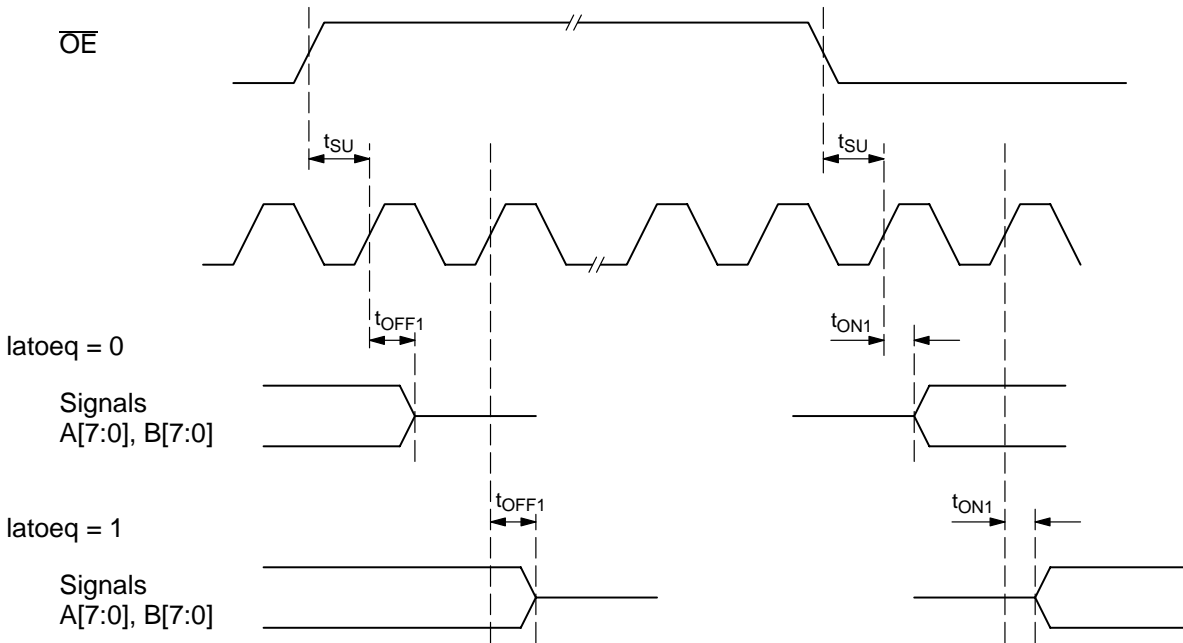 O̅E̅
tSU
tSU
tOFF1
tON1
latoeq = 0
Signals
A[7:0], B[7:0]
tOFF1
tON1
latoeq = 1
Signals
A[7:0], B[7:0]